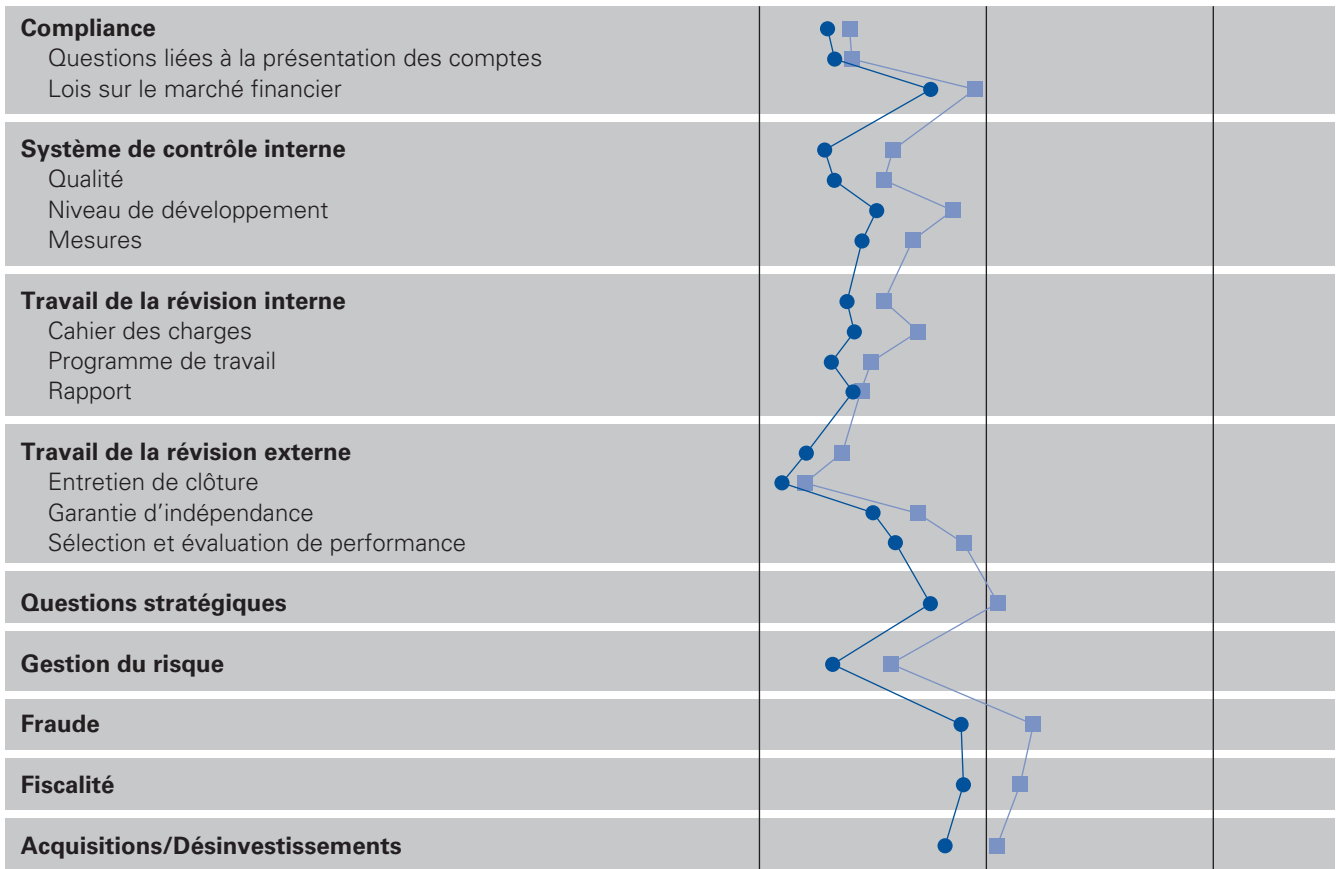 Compliance
Questions liées à la présentation des comptes
Lois sur le marché financier
Système de contrôle interne
Qualité
Niveau de développement
Mesures
Travail de la révision interne
Cahier des charges
Programme de travail
Rapport
Travail de la révision externe
Entretien de clôture
Garantie d'indépendance
Sélection et évaluation de performance
Questions stratégiques
Gestion du risque
Fraude
Fiscalité
Acquisitions/Désinvestissements